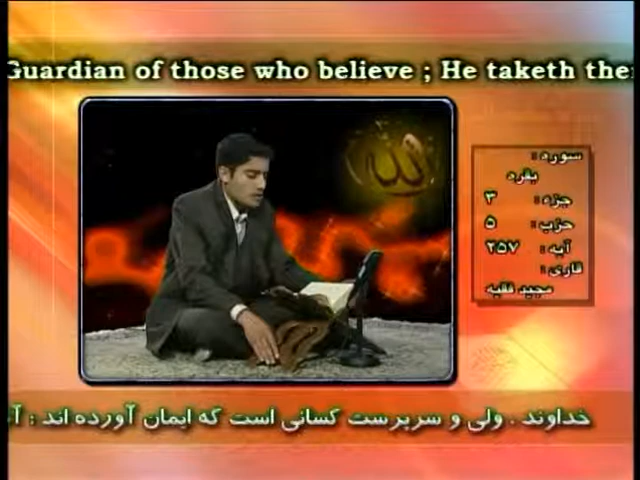 Guardian of those who believe ; He taketh the
الله
سوره :
بقره
جزء : ۳
حزب : ۵
آیه : ۲۵۷
قاری :
مجید فقیه
خداوند . ولی و سرپرست کسانی است که ایمان آورده اند :